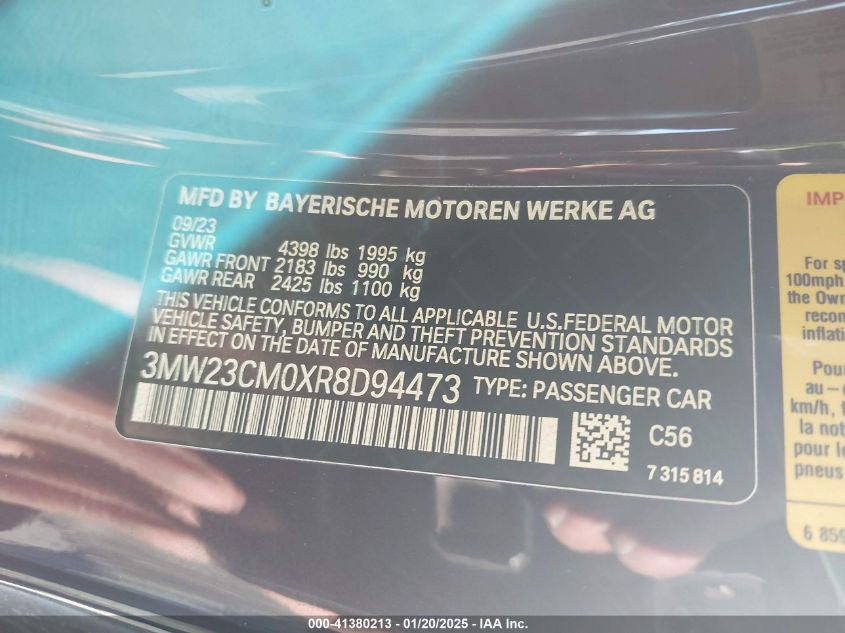 MFD BY BAYERISCHE MOTOREN WERKE AG
09/23
GVWR 4398 lbs 1995 kg
GAWR FRONT 2183 lbs 990 kg
GAWR REAR 2425 lbs 1100 kg
THIS VEHICLE CONFORMS TO ALL APPLICABLE U.S.FEDERAL MOTOR
VEHICLE SAFETY, BUMPER AND THEFT PREVENTION STANDARDS
IN EFFECT ON THE DATE OF MANUFACTURE SHOWN ABOVE.
3MW23CM0XR8D94473 TYPE: PASSENGER CAR
C56
7 315 814
IMP
For sp
100mph
the Own
recon
inflati
Pour
au-
km/h,
la not
pour le
pneus
6 859
000-41380213 - 01/20/2025 - IAA Inc.